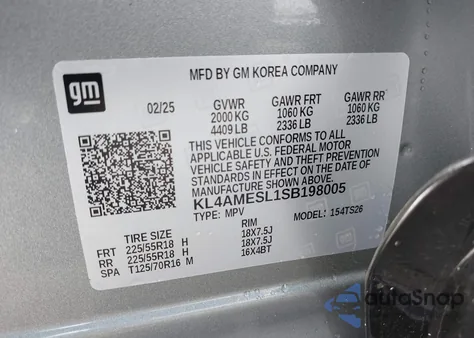 gm
MFD BY GM KOREA COMPANY
02/25 GVWR GAWR FRT GAWR RR
2000 KG 1060 KG 1060 KG
4409 LB 2336 LB 2336 LB
THIS VEHICLE CONFORMS TO ALL
APPLICABLE U.S. FEDERAL MOTOR
VEHICLE SAFETY AND THEFT PREVENTION
STANDARDS IN EFFECT ON THE DATE OF
MANUFACTURE SHOWN ABOVE.
KL4AMESL1SB198005
TYPE: MPV MODEL: 154TS26
TIRE SIZE RIM
FRT 225/55R18 H 18X7.5J
RR 225/55R18 H 18X7.5J
SPA T125/70R16 M 16X4BT
autoSnap